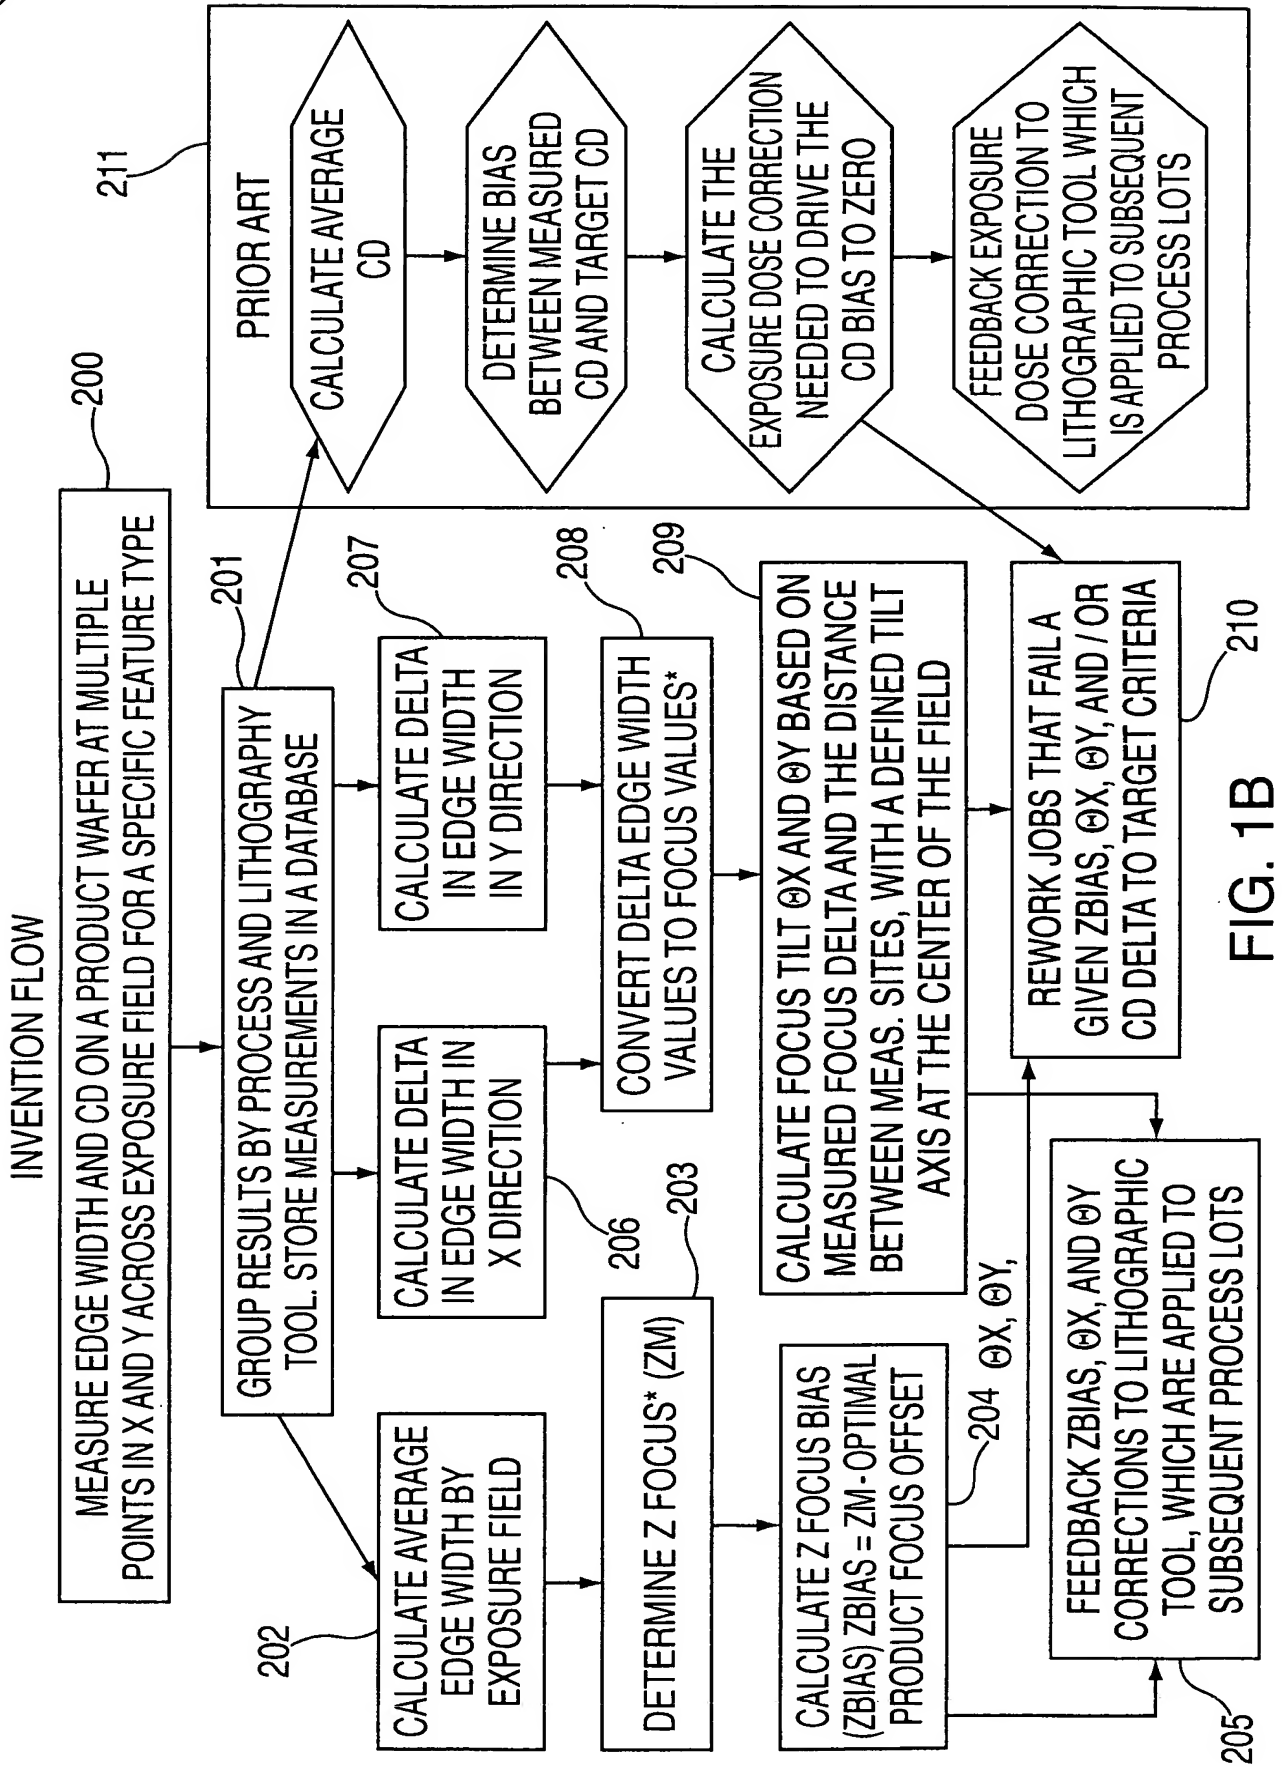 INVENTION FLOW
MEASURE EDGE WIDTH AND CD ON A PRODUCT WAFER AT MULTIPLE
POINTS IN X AND Y ACROSS EXPOSURE FIELD FOR A SPECIFIC FEATURE TYPE
200
GROUP RESULTS BY PROCESS AND LITHOGRAPHY
TOOL. STORE MEASUREMENTS IN A DATABASE
201
202
CALCULATE AVERAGE
EDGE WIDTH BY
EXPOSURE FIELD
CALCULATE DELTA
IN EDGE WIDTH IN
X DIRECTION
206
CALCULATE DELTA
IN EDGE WIDTH
IN Y DIRECTION
207
DETERMINE Z FOCUS* (ZM)
203
CONVERT DELTA EDGE WIDTH
VALUES TO FOCUS VALUES*
208
CALCULATE Z FOCUS BIAS
(ZBIAS) ZBIAS = ZM - OPTIMAL
PRODUCT FOCUS OFFSET
204
ΘX, ΘY,
CALCULATE FOCUS TILT ΘX AND ΘY BASED ON
MEASURED FOCUS DELTA AND THE DISTANCE
BETWEEN MEAS. SITES, WITH A DEFINED TILT
AXIS AT THE CENTER OF THE FIELD
209
FEEDBACK ZBIAS, ΘX, AND ΘY
CORRECTIONS TO LITHOGRAPHIC
TOOL, WHICH ARE APPLIED TO
SUBSEQUENT PROCESS LOTS
205
REWORK JOBS THAT FAIL A
GIVEN ZBIAS, ΘX, ΘY, AND / OR
CD DELTA TO TARGET CRITERIA
210
211
PRIOR ART
CALCULATE AVERAGE
CD
DETERMINE BIAS
BETWEEN MEASURED
CD AND TARGET CD
CALCULATE THE
EXPOSURE DOSE CORRECTION
NEEDED TO DRIVE THE
CD BIAS TO ZERO
FEEDBACK EXPOSURE
DOSE CORRECTION TO
LITHOGRAPHIC TOOL WHICH
IS APPLIED TO SUBSEQUENT
PROCESS LOTS
FIG. 1B